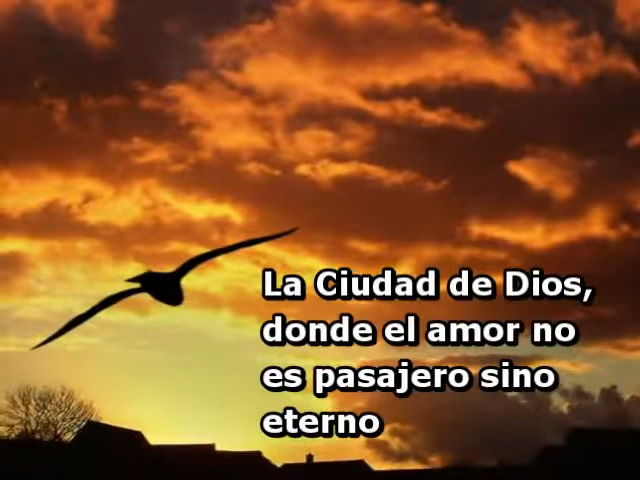 La Ciudad de Dios,
donde el amor no
es pasajero sino
eterno